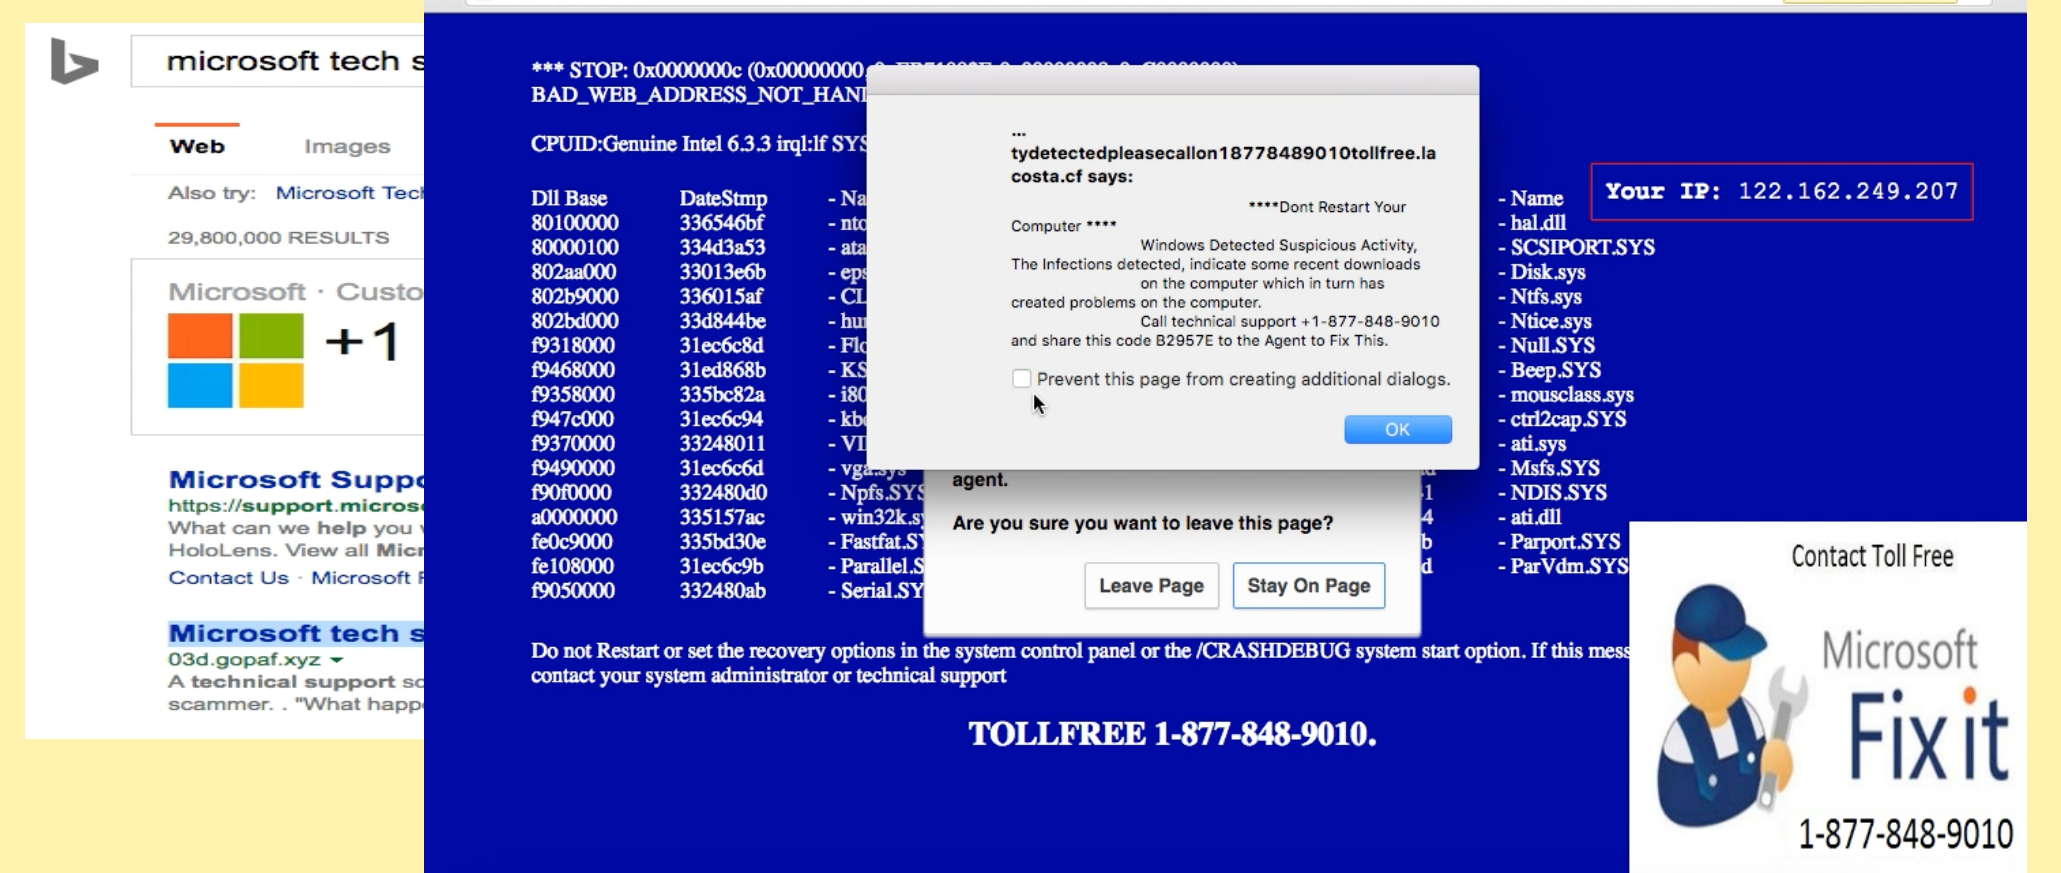 microsoft tech s
Web Images
Also try: Microsoft Tec
29,800,000 RESULTS
Microsoft · Custo
+1
Microsoft Suppo
https://support.micros
What can we help you
HoloLens. View all Micr
Contact Us · Microsoft
Microsoft tech s
03d.gopaf.xyz
A technical support sc
scammer. . "What happ
*** STOP: 0x0000000c (0x00000000
BAD_WEB_ADDRESS_NOT_HAN
CPUID:Genuine Intel 6.3.3 irql:lf SYS
Dll Base DateStmp - Na - Name
80100000 336546bf - nto - hal.dll
80000100 334d3a53 - ata - SCSIPORT.SYS
802aa000 33013e6b - eps - Disk.sys
802b9000 336015af - CL - Ntfs.sys
802bd000 33d844be - hu - Ntice.sys
f9318000 31ec6c8d - Flo - Null.SYS
f9468000 31ed868b - KS - Beep.SYS
f9358000 335bc82a - i80 - mousclass.sys
f947c000 31ec6c94 - kb - ctrl2cap.SYS
f9370000 33248011 - VI - ati.sys
f9490000 31ec6c6d - vga.sys - Msfs.SYS
f90f0000 332480d0 - Npfs.SYS - NDIS.SYS
a0000000 335157ac - win32k.s 4 - ati.dll
fe0c9000 335bd30e - Fastfat.S b - Parport.SYS
fe108000 31ec6c9b - Parallel.S d - ParVdm.SYS
f9050000 332480ab - Serial.SY
Your IP: 122.162.249.207
...
tydetectedpleasecallon18778489010tollfree.la
costa.cf says:
****Dont Restart Your
Computer ****
Windows Detected Suspicious Activity,
The Infections detected, indicate some recent downloads
on the computer which in turn has
created problems on the computer.
Call technical support +1-877-848-9010
and share this code B2957E to the Agent to Fix This.
Prevent this page from creating additional dialogs.
OK
agent.
Are you sure you want to leave this page?
Leave Page Stay On Page
Do not Restart or set the recovery options in the system control panel or the /CRASHDEBUG system start option. If this mess
contact your system administrator or technical support
TOLLFREE 1-877-848-9010.
Contact Toll Free
Microsoft
Fix it
1-877-848-9010